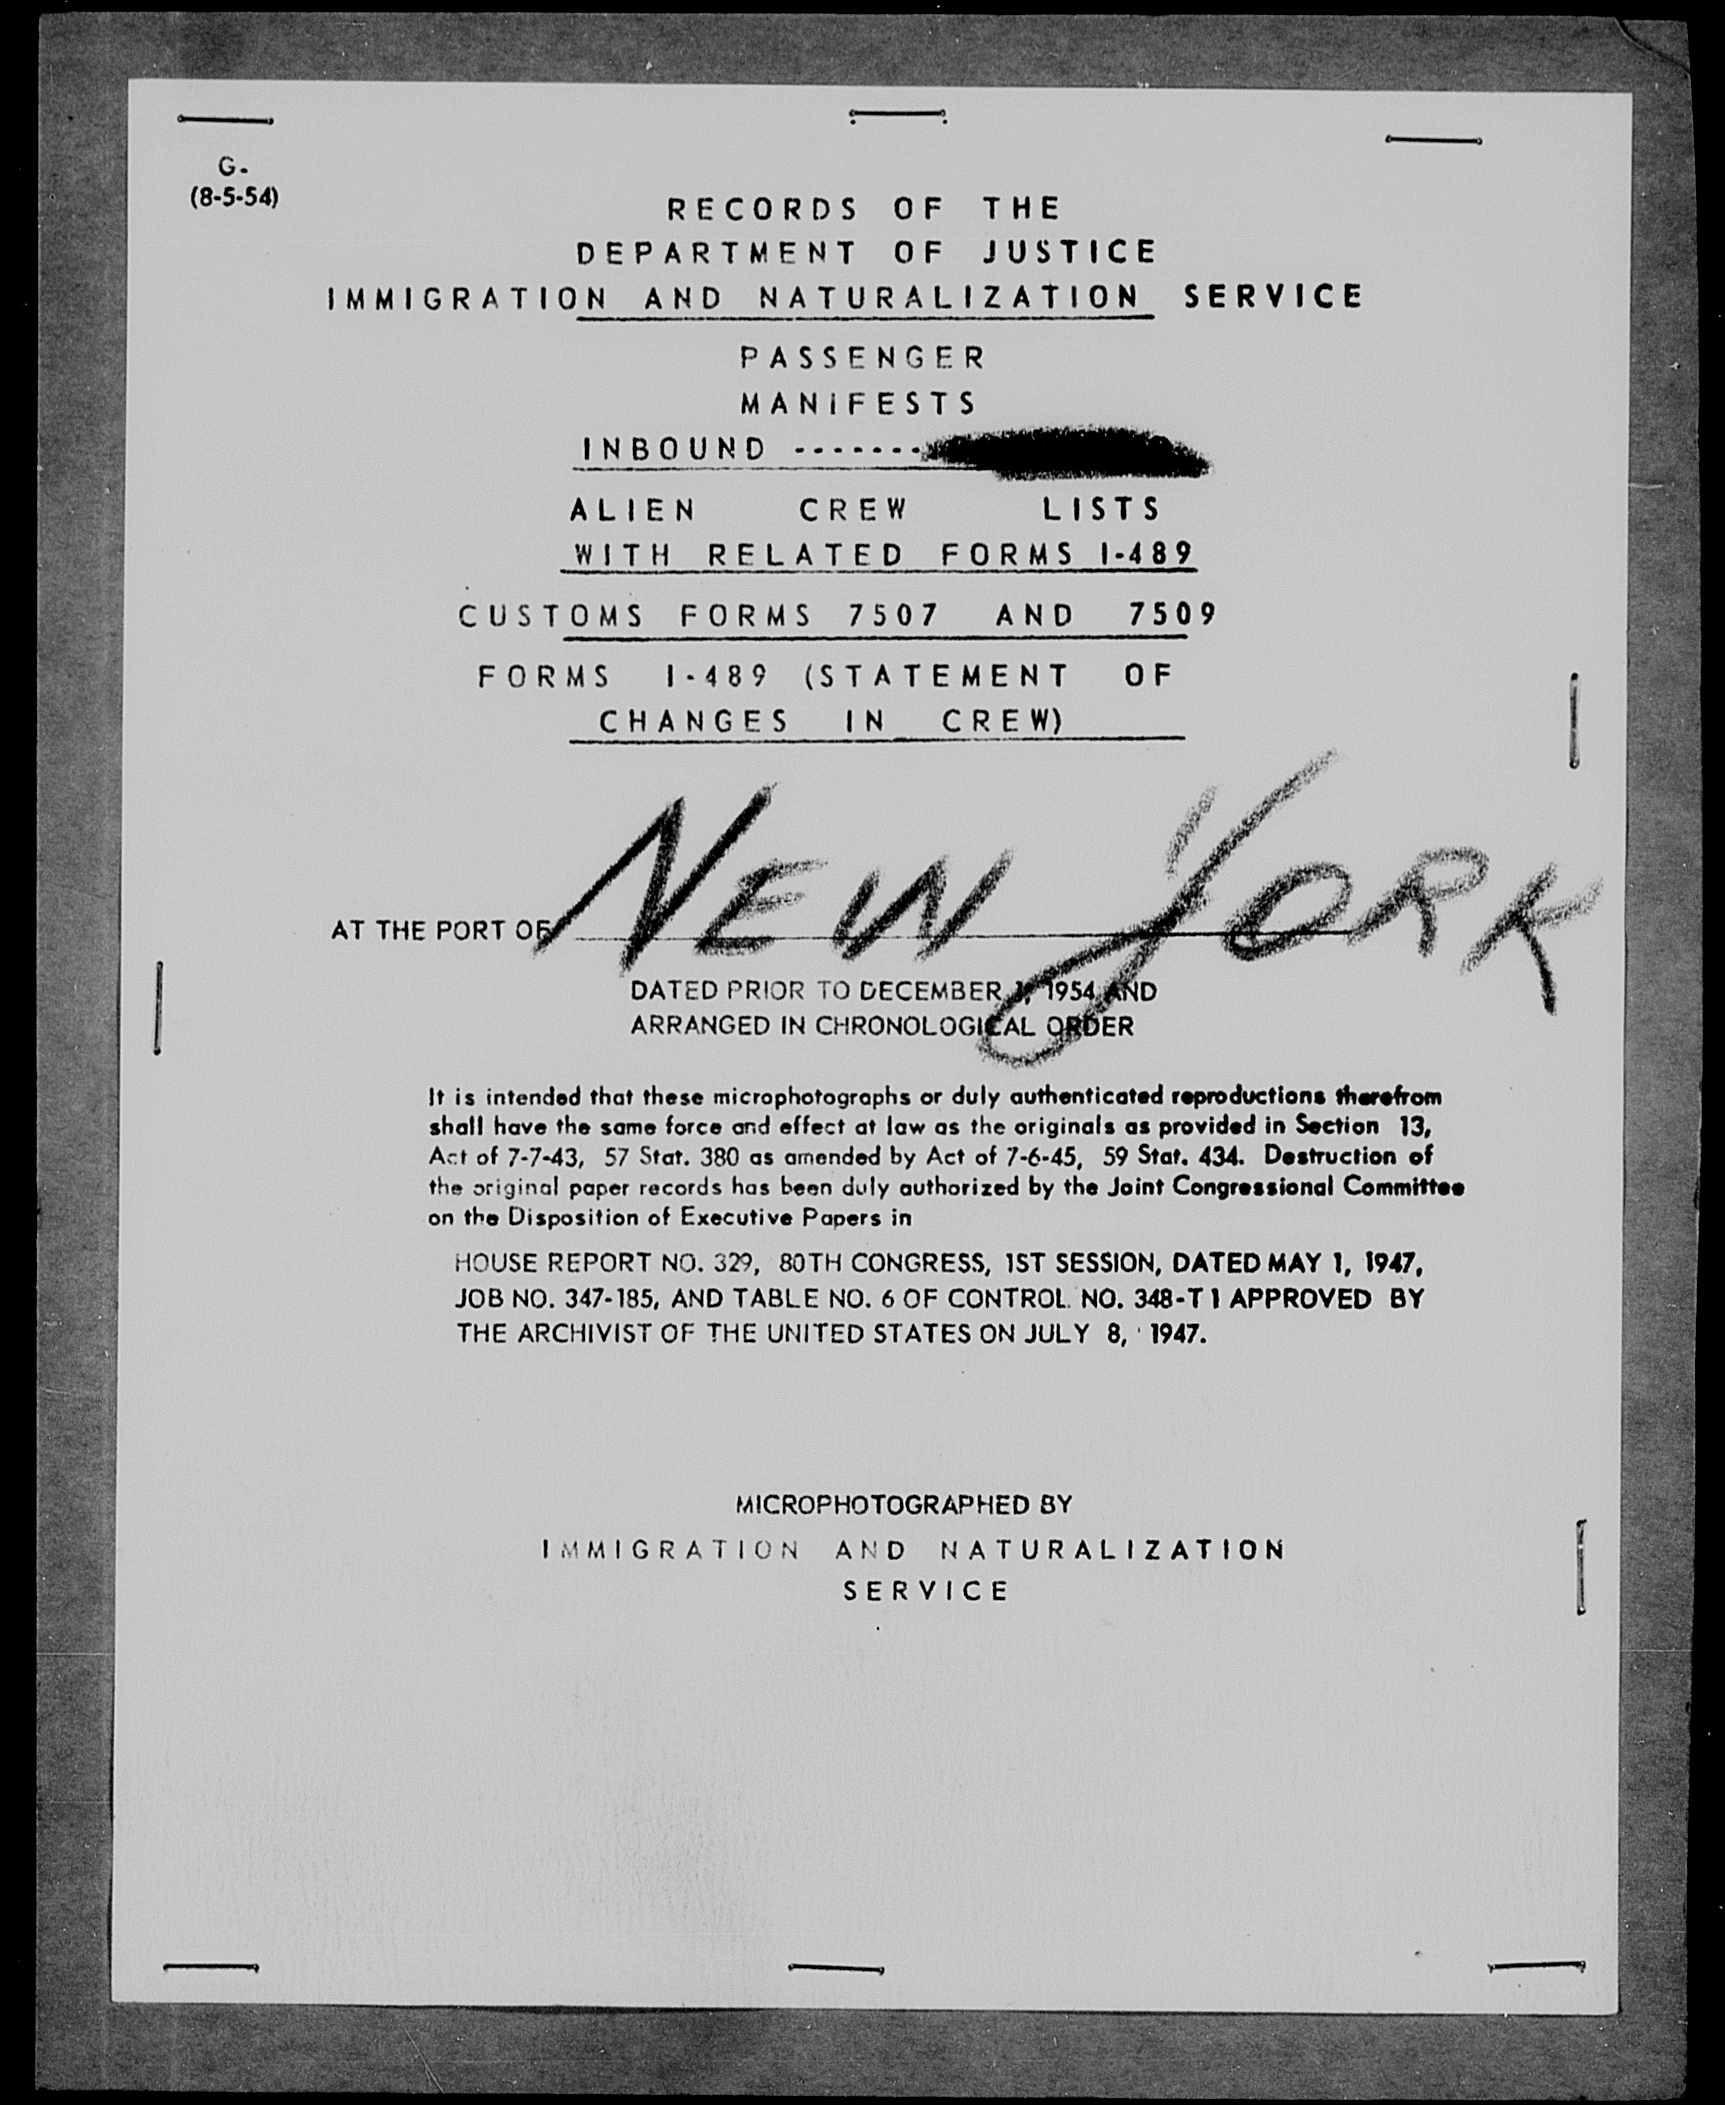 G-
(8-5-54)
RECORDS OF THE
DEPARTMENT OF JUSTICE
IMMIGRATION AND NATURALIZATION SERVICE
PASSENGER
MANIFESTS
INBOUND -------
ALIEN CREW LISTS
WITH RELATED FORMS I-489
CUSTOMS FORMS 7507 AND 7509
FORMS I-489 (STATEMENT OF
CHANGES IN CREW)
AT THE PORT OF NEW YORK
DATED PRIOR TO DECEMBER 1, 1954 AND
ARRANGED IN CHRONOLOGICAL ORDER
It is intended that these microphotographs or duly authenticated reproductions therefrom
shall have the same force and effect at law as the originals as provided in Section 13,
Act of 7-7-43, 57 Stat. 380 as amended by Act of 7-6-45, 59 Stat. 434. Destruction of
the original paper records has been duly authorized by the Joint Congressional Committee
on the Disposition of Executive Papers in
HOUSE REPORT NO. 329, 80TH CONGRESS, 1ST SESSION, DATED MAY 1, 1947,
JOB NO. 347-185, AND TABLE NO. 6 OF CONTROL NO. 348-T1 APPROVED BY
THE ARCHIVIST OF THE UNITED STATES ON JULY 8, 1947.
MICROPHOTOGRAPHED BY
IMMIGRATION AND NATURALIZATION
SERVICE